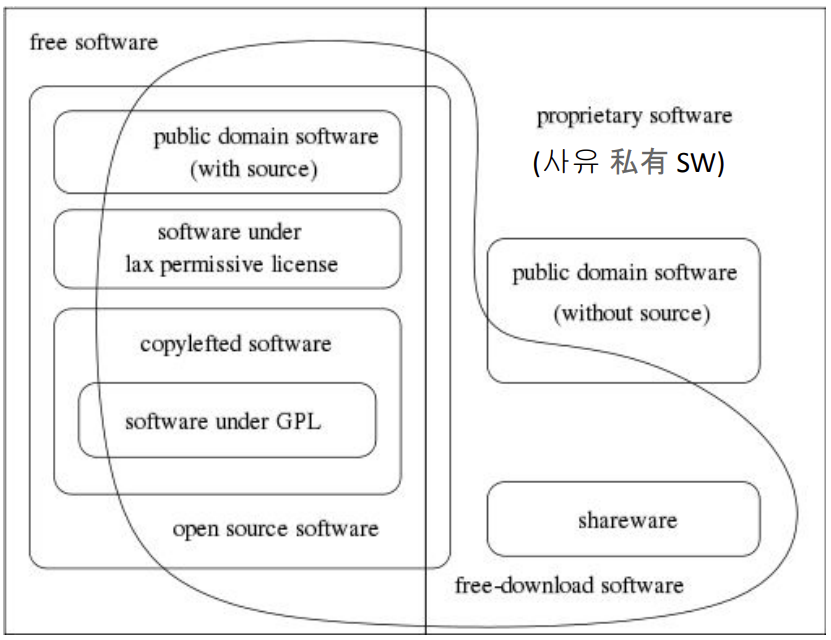 free software
public domain software
(with source)
software under
lax permissive license
copylefted software
software under GPL
open source software
proprietary software
(사유 私有 SW)
public domain software
(without source)
shareware
free-download software